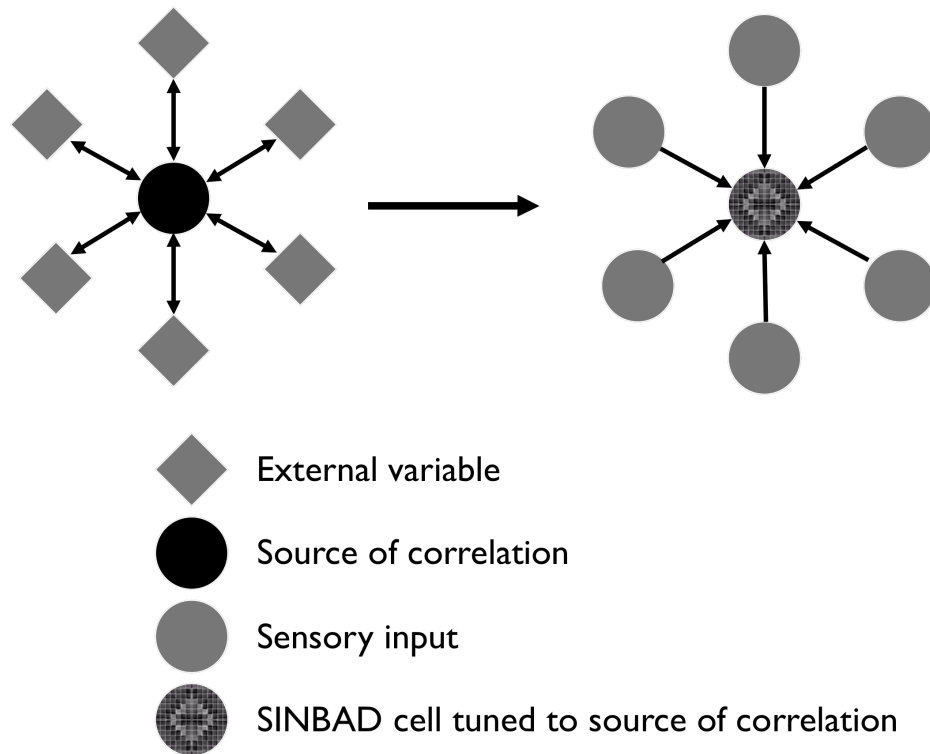 External variable
Source of correlation
Sensory input
SINBAD cell tuned to source of correlation